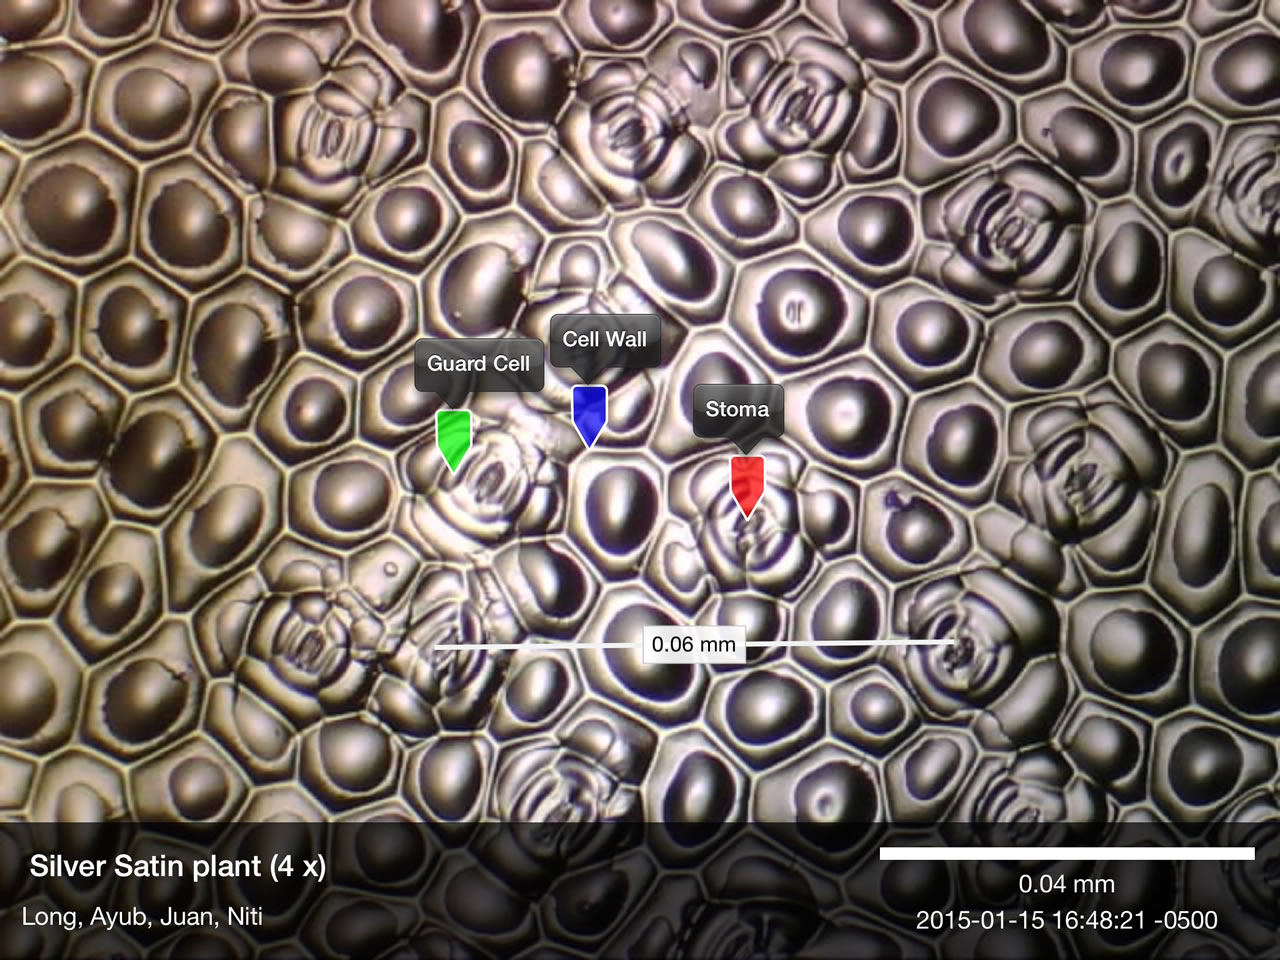 Cell Wall
Guard Cell
Stoma
0.06 mm
Silver Satin plant (4 x)
Long, Ayub, Juan, Niti
0.04 mm
2015-01-15 16:48:21 -0500